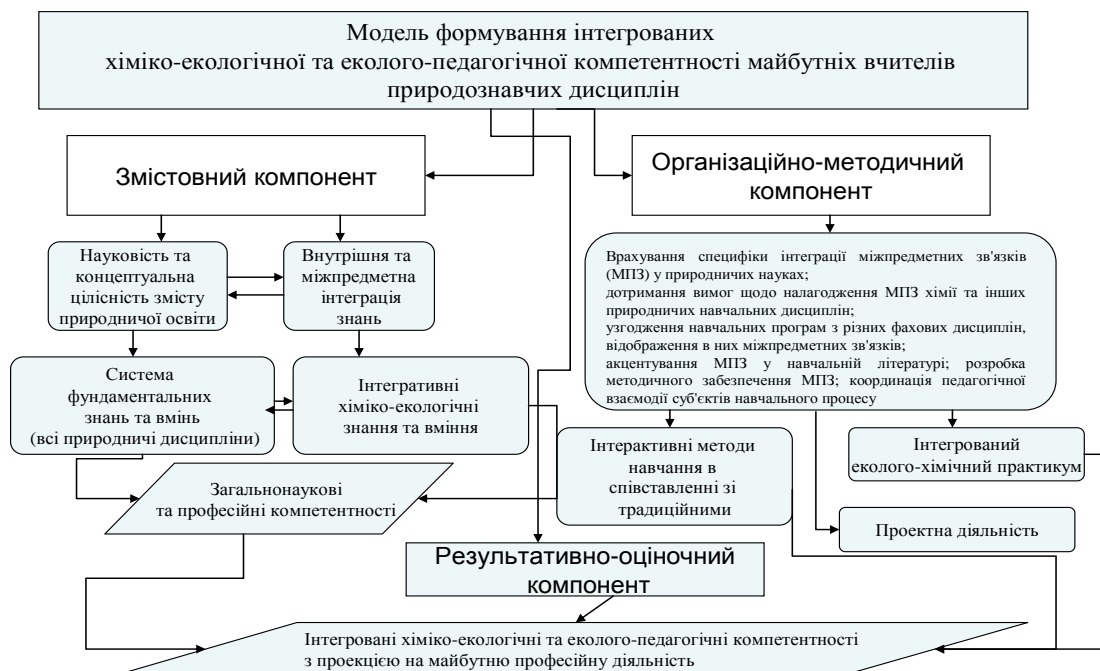 Модель формування інтегрованих
хіміко-екологічної та еколого-педагогічної компетентності майбутніх вчителів
природознавчих дисциплін
Змістовний компонент
Організаційно-методичний
компонент
Науковість та
концептуальна
цілісність змісту
природничої освіти
Внутрішня та
міжпредметна
інтеграція
знань
Врахування специфіки інтеграції міжпредметних зв'язків
(МПЗ) у природничих науках;
дотримання вимог щодо налагодження МПЗ хімії та інших
природничих навчальних дисциплін;
узгодження навчальних програм з різних фахових дисциплін,
відображення в них міжпредметних зв'язків;
акцентування МПЗ у навчальній літературі; розробка
методичного забезпечення МПЗ; координація педагогічної
взаємодії суб'єктів навчального процесу
Система
фундаментальних
знань та вмінь
(всі природничі дисципліни)
Інтегративні
хіміко-екологічні
знання та вміння
Інтерактивні методи
навчання в
співставленні зі
традиційними
Інтегрований
еколого-хімічний практикум
Загальнонаукові
та професійні компетентності
Проектна діяльність
Результативно-оціночний
компонент
Інтегровані хіміко-екологічні та еколого-педагогічні компетентності
з проекцією на майбутню професійну діяльність